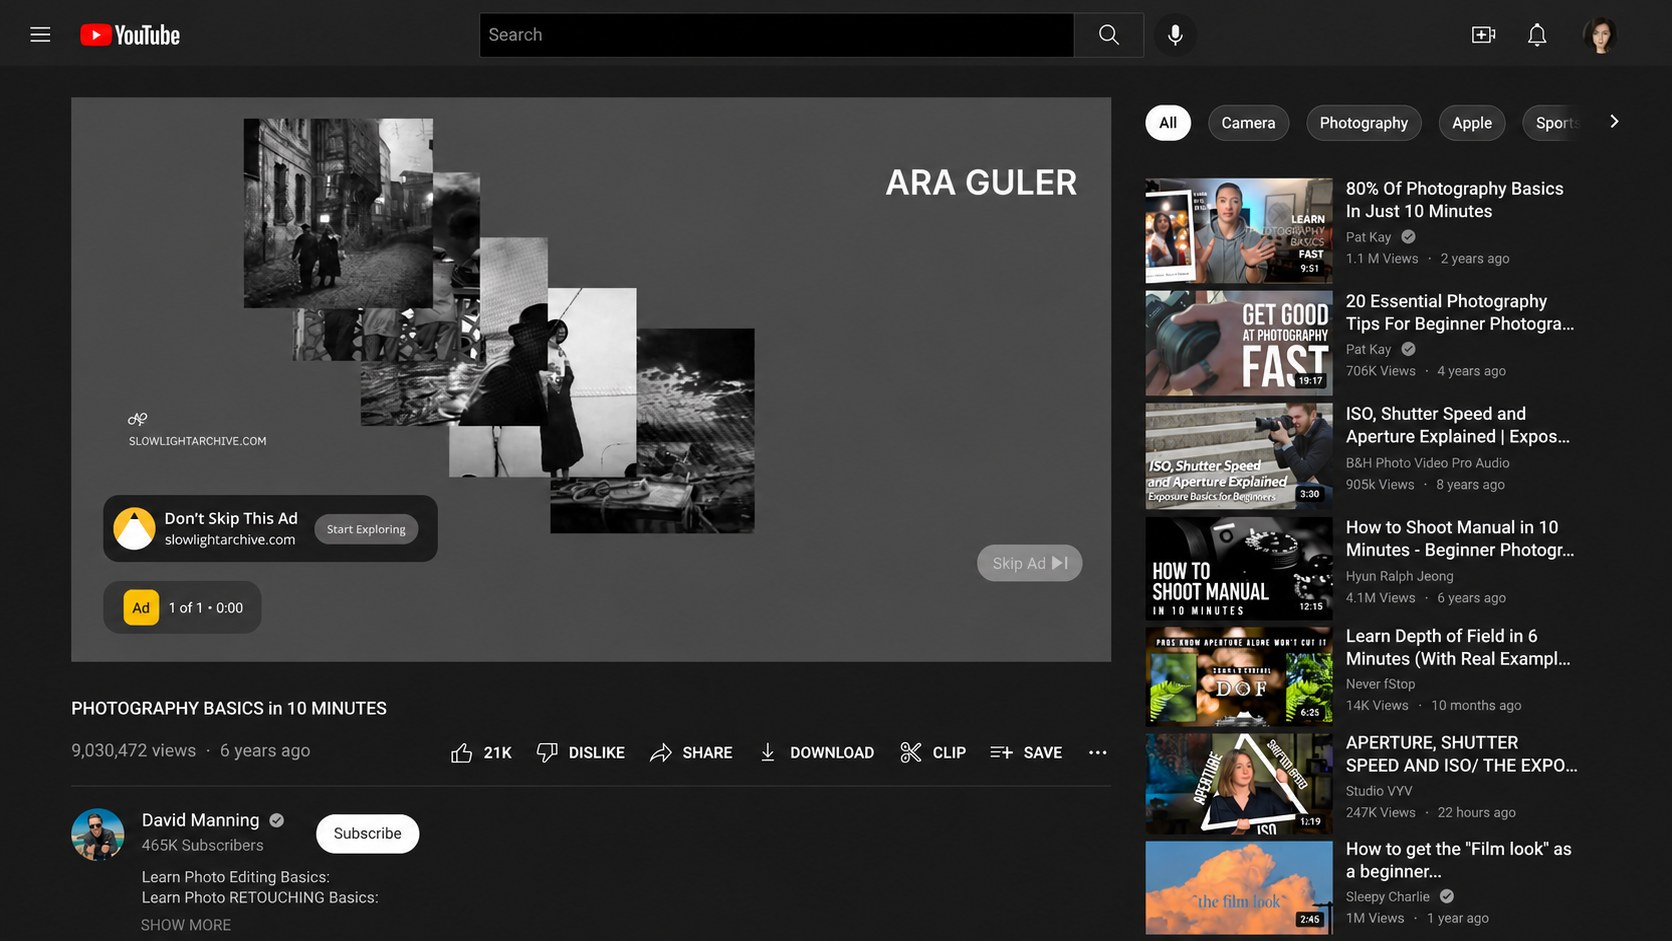 YouTube
Search
ARA GULER
SLOWLIGHTARCHIVE.COM
Don't Skip This Ad
slowlightarchive.com
Start Exploring
Skip Ad
Ad
1 of 1 • 0:00
PHOTOGRAPHY BASICS in 10 MINUTES
9,030,472 views · 6 years ago
21K
DISLIKE
SHARE
DOWNLOAD
CLIP
SAVE
David Manning
465K Subscribers
Subscribe
Learn Photo Editing Basics:
Learn Photo RETOUCHING Basics:
SHOW MORE
All
Camera
Photography
Apple
Sports
LEARN
PHOTOGRAPHY
BASICS
FAST
9:51
80% Of Photography Basics
In Just 10 Minutes
Pat Kay
1.1 M Views · 2 years ago
GET GOOD
AT PHOTOGRAPHY
FAST
19:17
20 Essential Photography
Tips For Beginner Photogra...
Pat Kay
706K Views · 4 years ago
ISO, Shutter Speed
and Aperture Explained
Exposure Basics for Beginners
3:30
ISO, Shutter Speed and
Aperture Explained | Expos...
B&H Photo Video Pro Audio
905k Views · 8 years ago
HOW TO
SHOOT MANUAL
IN 10 MINUTES
12:15
How to Shoot Manual in 10
Minutes - Beginner Photogr...
Hyun Ralph Jeong
4.1M Views · 6 years ago
PROS KNOW APERTURE ALONE WON'T CUT IT
DOF
6:25
Learn Depth of Field in 6
Minutes (With Real Exampl...
Never fStop
14K Views · 10 months ago
APERTURE
ISO
APERTURE, SHUTTER
SPEED AND ISO/ THE EXPO...
Studio VYV
247K Views · 22 hours ago
"the film look"
2:45
How to get the "Film look" as
a beginner...
Sleepy Charlie
1M Views · 1 year ago